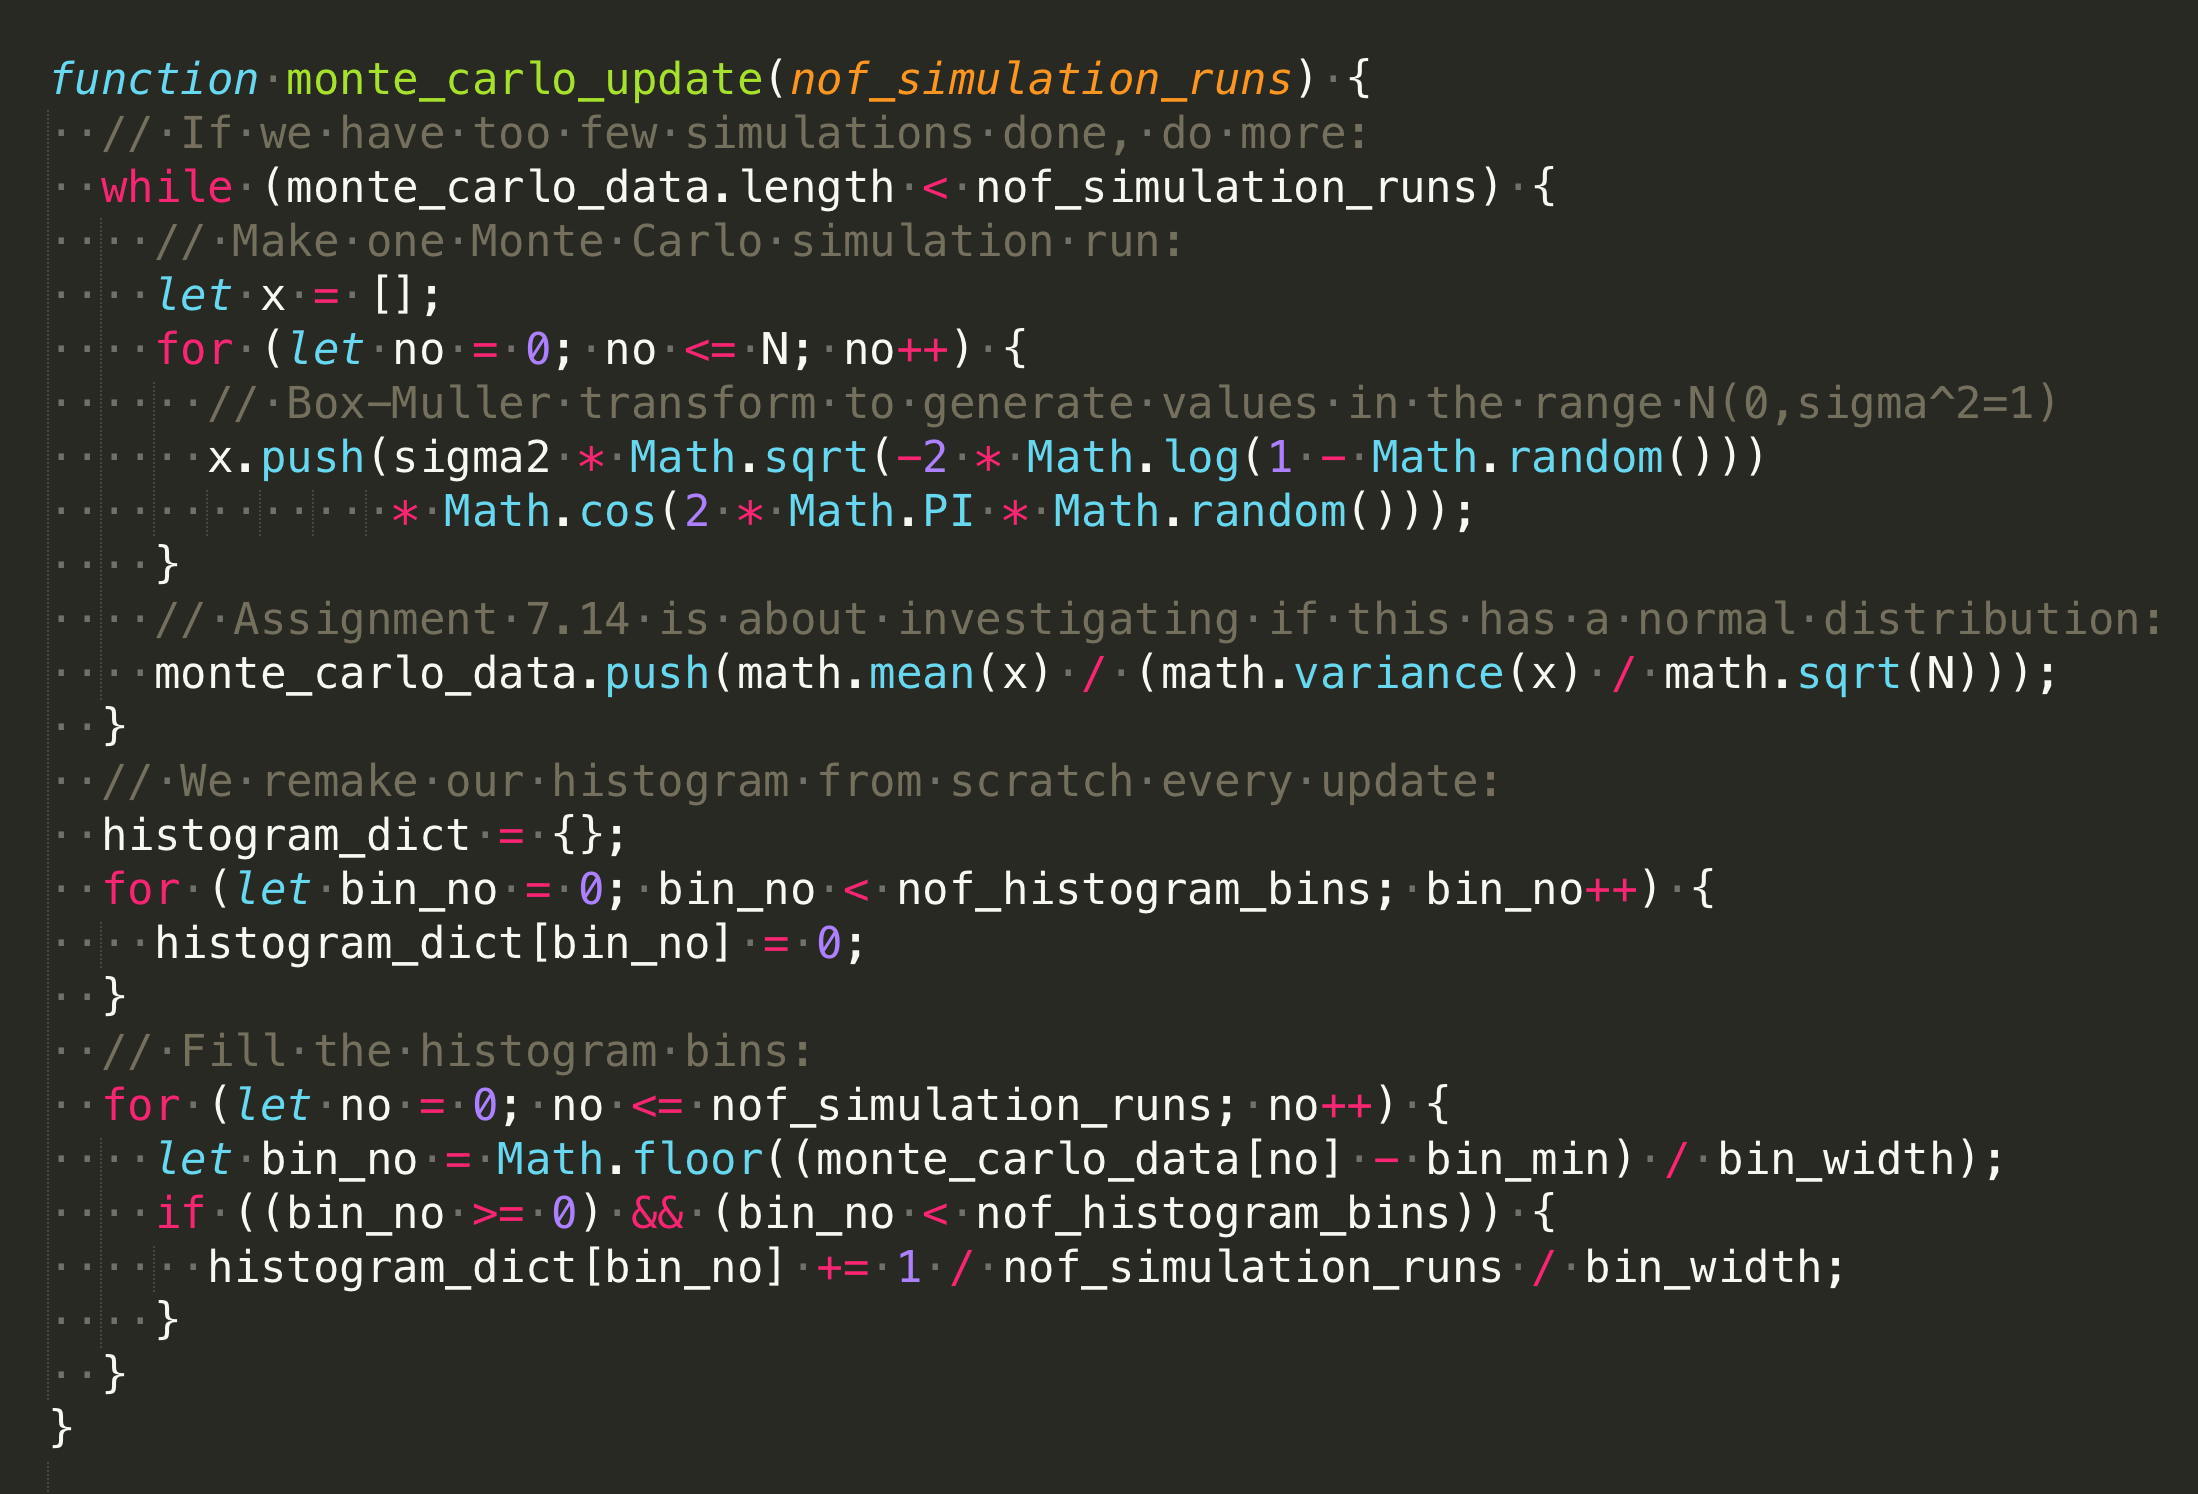 function monte_carlo_update(nof_simulation_runs) {
  // If we have too few simulations done, do more:
  while (monte_carlo_data.length < nof_simulation_runs) {
    // Make one Monte Carlo simulation run:
    let x = [];
    for (let no = 0; no <= N; no++) {
      // Box-Muller transform to generate values in the range N(0,sigma^2=1)
      x.push(sigma2 * Math.sqrt(-2 * Math.log(1 - Math.random()))
             * Math.cos(2 * Math.PI * Math.random()));
    }
    // Assignment 7.14 is about investigating if this has a normal distribution:
    monte_carlo_data.push(math.mean(x) / (math.variance(x) / math.sqrt(N)));
  }
  // We remake our histogram from scratch every update:
  histogram_dict = {};
  for (let bin_no = 0; bin_no < nof_histogram_bins; bin_no++) {
    histogram_dict[bin_no] = 0;
  }
  // Fill the histogram bins:
  for (let no = 0; no <= nof_simulation_runs; no++) {
    let bin_no = Math.floor((monte_carlo_data[no] - bin_min) / bin_width);
    if ((bin_no >= 0) && (bin_no < nof_histogram_bins)) {
      histogram_dict[bin_no] += 1 / nof_simulation_runs / bin_width;
    }
  }
}